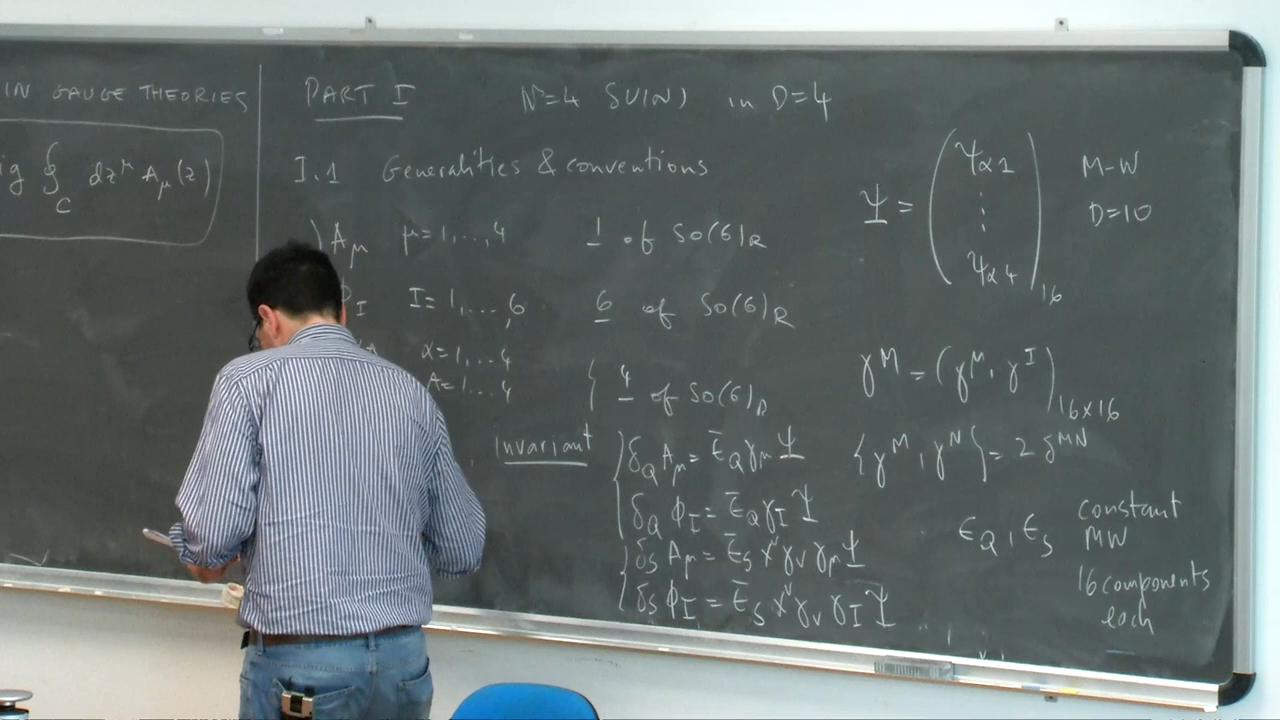 IN GAUGE THEORIES
ig ∮_C dz^μ A_μ(z)
PART I N=4 SU(N) in D=4
I.1 Generalities & conventions
A_μ μ=1,...,4 1 of SO(6)_R
I I=1,...,6 6 of SO(6)_R
A α=1,...4
A=1...4
4 of SO(6)_R
Invariant
δ_Q A_μ = ε̄_Q γ_μ Ψ
δ_Q Φ_I = ε̄_Q γ_I Ψ
δ_S A_μ = ε̄_S x^ν γ_ν γ_μ Ψ
δ_S Φ_I = ε̄_S x^ν γ_ν γ_I Ψ
Ψ = ( ψ_α1
⋮
ψ_α4 )_16
M-W
D=10
γ^M = (γ^μ, γ^I)_16x16
{γ^M, γ^N} = 2 δ^MN
ε_Q, ε_S
constant
MW
16 components
each